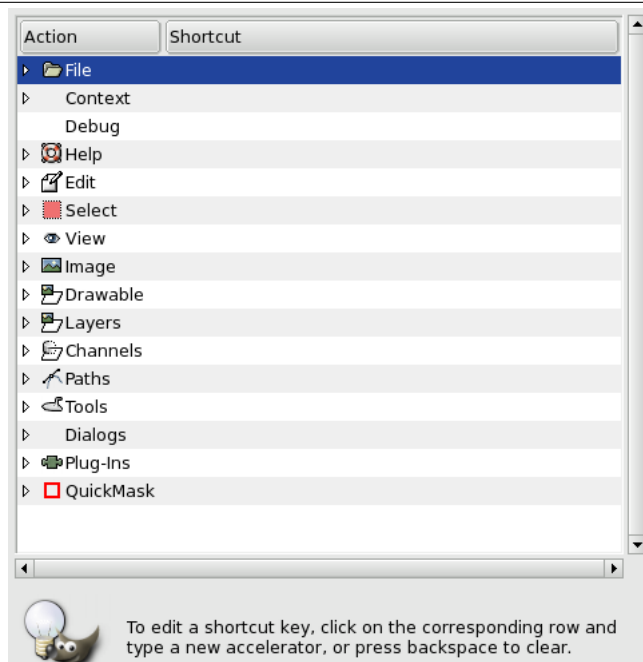 Action Shortcut
File
Context
Debug
Help
Edit
Select
View
Image
Drawable
Layers
Channels
Paths
Tools
Dialogs
Plug-Ins
QuickMask
To edit a shortcut key, click on the corresponding row and
type a new accelerator, or press backspace to clear.